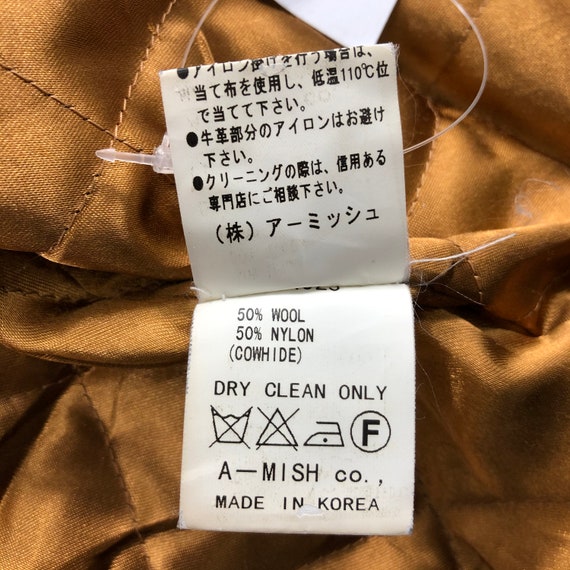 ●アイロン掛けを行う場合は、
当て布を使用し、低温110℃位
で当てて下さい。
●牛革部分のアイロンはお避け
下さい。
●クリーニングの際は、信用ある
専門店にご相談下さい。
(株) アーミッシュ
50% WOOL
50% NYLON
(COWHIDE)
DRY CLEAN ONLY
F
A-MISH CO.,
MADE IN KOREA